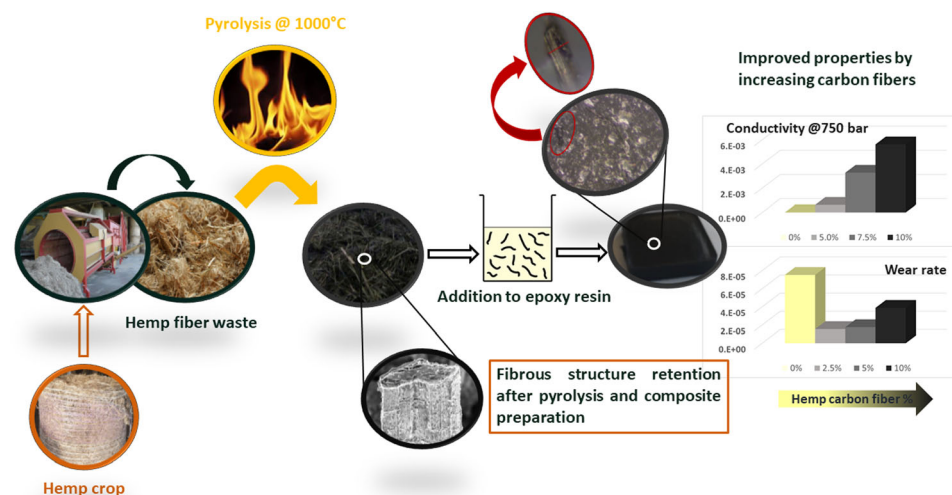 Pyrolysis @ 1000°C
Hemp fiber waste
Hemp crop
Addition to epoxy resin
Fibrous structure retention
after pyrolysis and composite
preparation
Improved properties by
increasing carbon fibers
Conductivity @750 bar
6.E-03
4.E-03
2.E-03
0.E+00
0% 5.0% 7.5% 10%
Wear rate
8.E-05
6.E-05
4.E-05
2.E-05
0.E+00
0% 2.5% 5% 10%
Hemp carbon fiber %